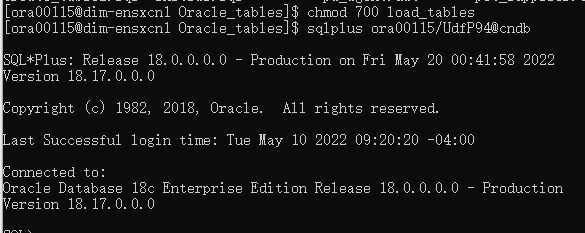 [ora00115@dim-ensxcnl Oracle_tables]$ chmod 700 load_tables
[ora00115@dim-ensxcnl Oracle_tables]$ sqlplus ora00115/UdfP94@cndb
SQL*Plus: Release 18.0.0.0.0 - Production on Fri May 20 00:41:58 2022
Version 18.17.0.0.0
Copyright (c) 1982, 2018, Oracle.  All rights reserved.
Last Successful login time: Tue May 10 2022 09:20:20 -04:00
Connected to:
Oracle Database 18c Enterprise Edition Release 18.0.0.0.0 - Production
Version 18.17.0.0.0